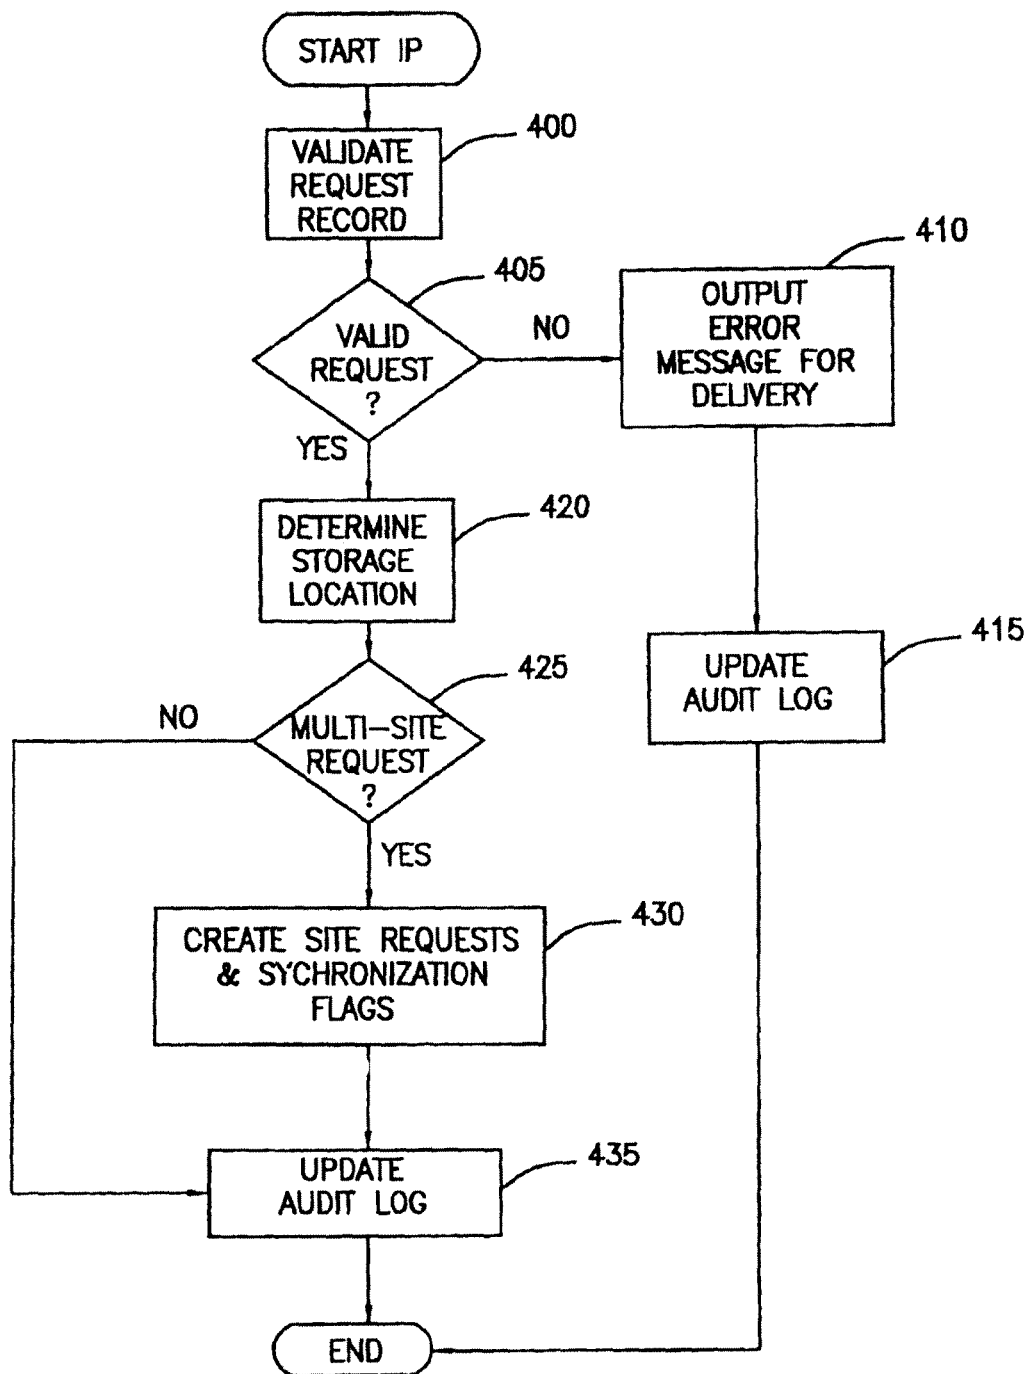 START IP
400
VALIDATE
REQUEST
RECORD
405
VALID
REQUEST
?
NO
410
OUTPUT
ERROR
MESSAGE FOR
DELIVERY
YES
420
DETERMINE
STORAGE
LOCATION
415
UPDATE
AUDIT LOG
425
MULTI-SITE
REQUEST
?
NO
YES
430
CREATE SITE REQUESTS
& SYCHRONIZATION
FLAGS
435
UPDATE
AUDIT LOG
END